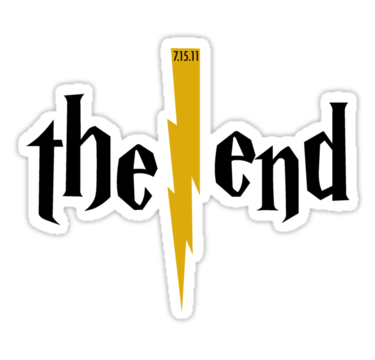 7.15.11
the end